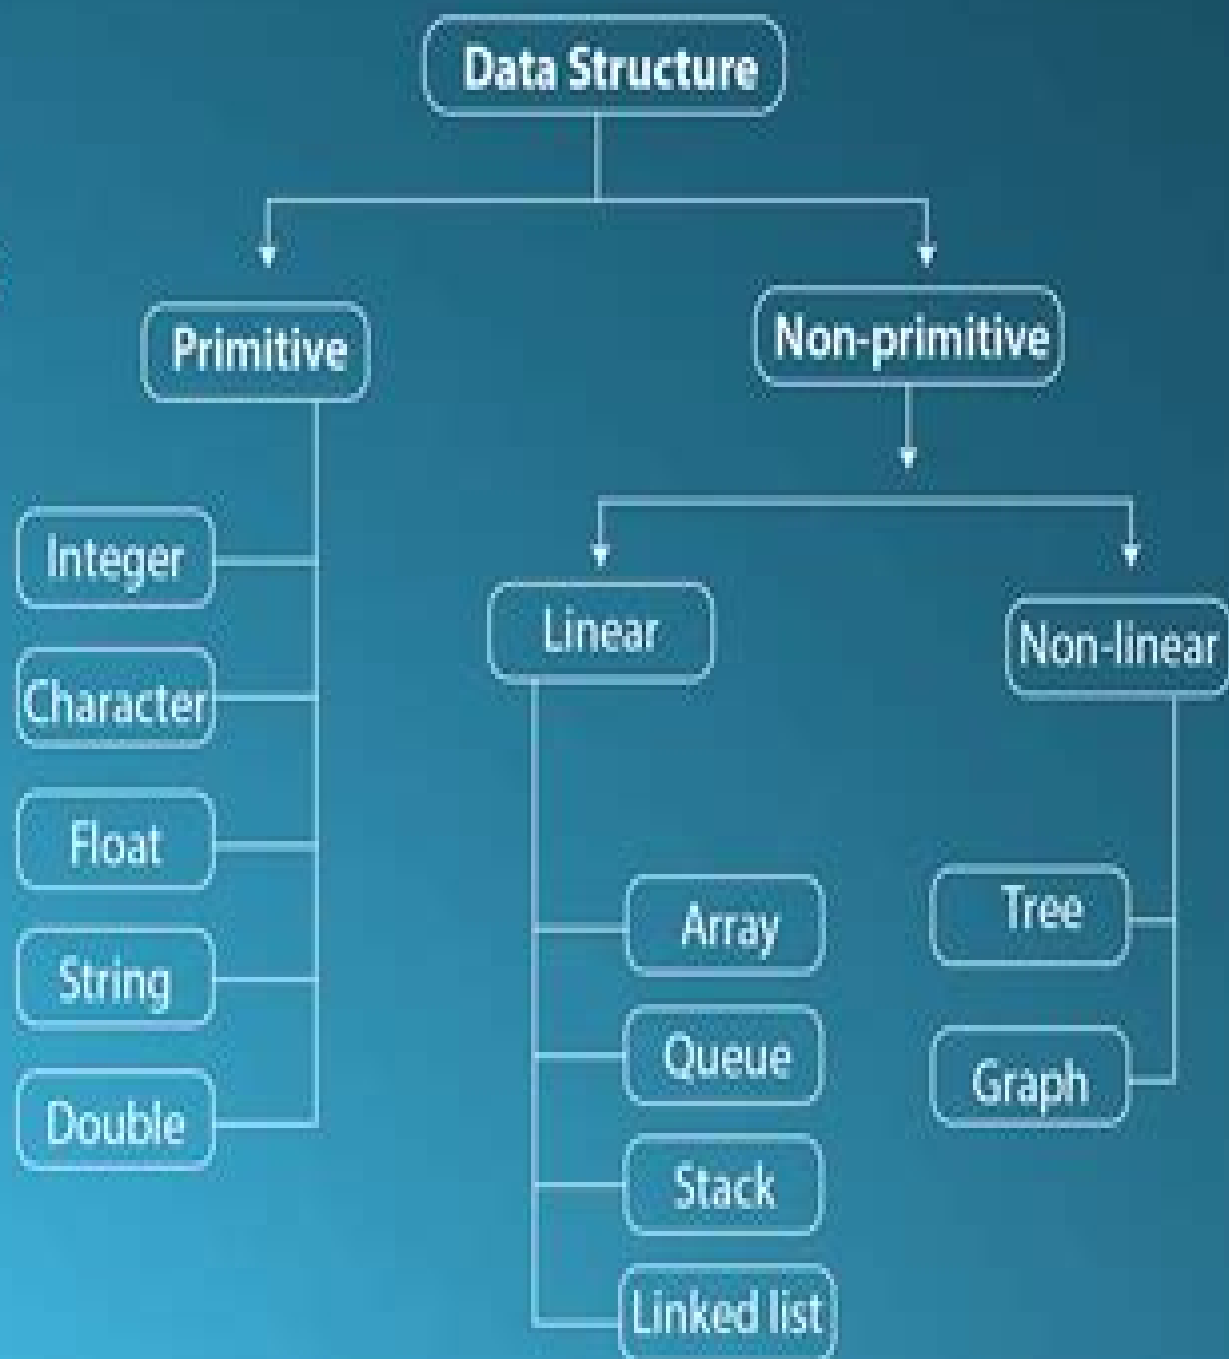 Data Structure
Primitive
Non-primitive
Integer
Character
Float
String
Double
Linear
Non-linear
Array
Queue
Stack
Linked list
Tree
Graph